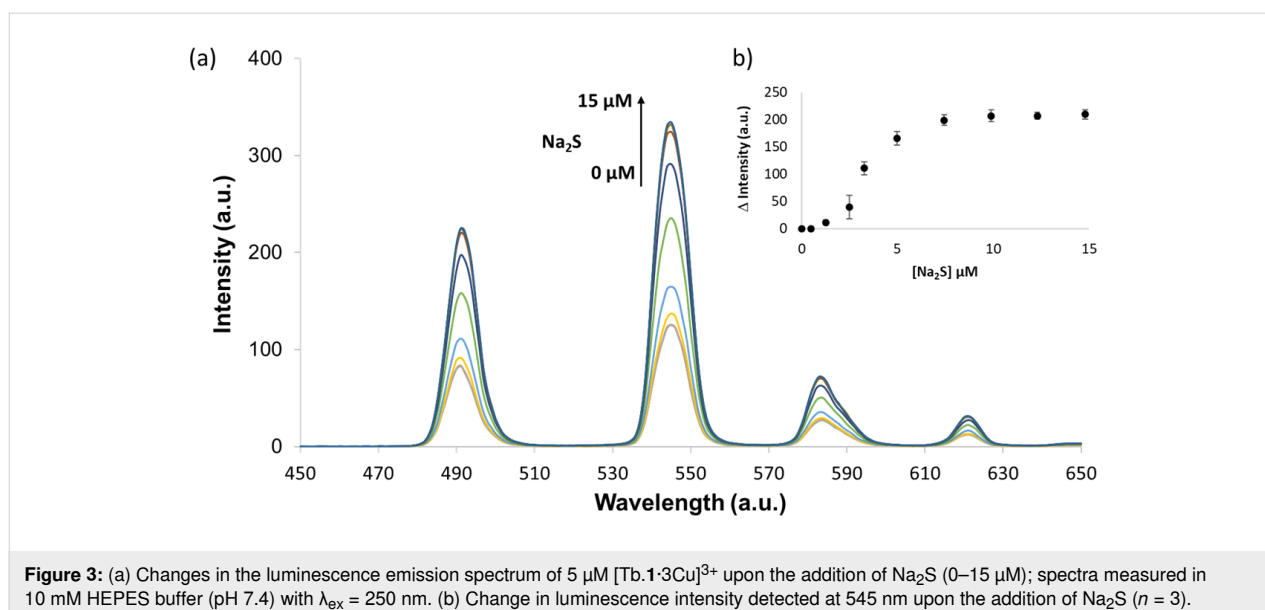 (a)
400
300
200
100
0
Intensity (a.u.)
15 µM
Na₂S
0 µM
450 490 510 530 550 570 590 610 630 650
Wavelength (a.u.)
b)
250
200
150
100
50
0
Δ Intensity (a.u.)
0 5 10 15
[Na₂S] µM
Figure 3: (a) Changes in the luminescence emission spectrum of 5 µM [Tb.1·3Cu]³⁺ upon the addition of Na₂S (0–15 µM); spectra measured in
10 mM HEPES buffer (pH 7.4) with λex = 250 nm. (b) Change in luminescence intensity detected at 545 nm upon the addition of Na₂S (n = 3).